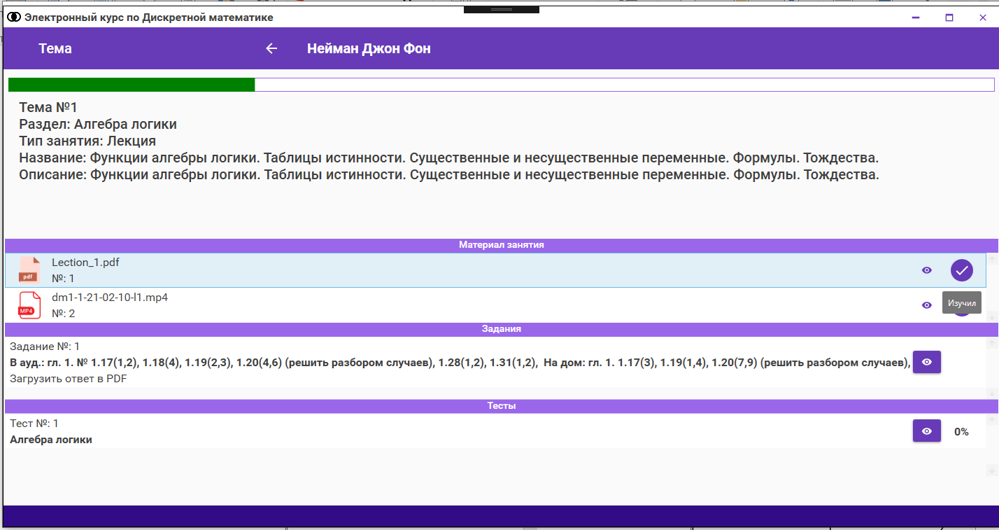 Электронный курс по Дискретной математике
Тема
Нейман Джон Фон
Тема №1
Раздел: Алгебра логики
Тип занятия: Лекция
Название: Функции алгебры логики. Таблицы истинности. Существенные и несущественные переменные. Формулы. Тождества.
Описание: Функции алгебры логики. Таблицы истинности. Существенные и несущественные переменные. Формулы. Тождества.
Материал занятия
pdf
Lection_1.pdf
№: 1
MP4
dm1-1-21-02-10-l1.mp4
№: 2
Изучил
Задания
Задание №: 1
В ауд.: гл. 1. № 1.17(1,2), 1.18(4), 1.19(2,3), 1.20(4,6) (решить разбором случаев), 1.28(1,2), 1.31(1,2), На дом: гл. 1. 1.17(3), 1.19(1,4), 1.20(7,9) (решить разбором случаев),
Загрузить ответ в PDF
Тесты
Тест №: 1
Алгебра логики
0%